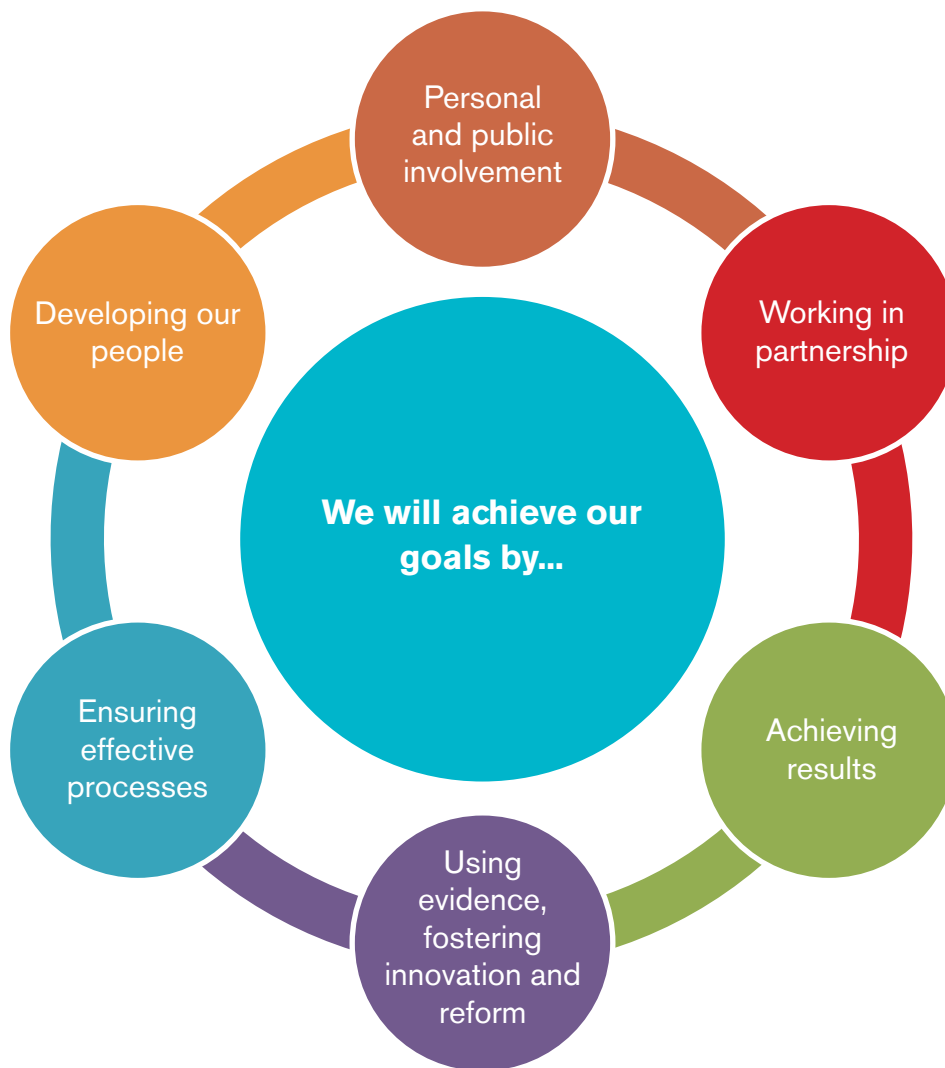 Personal
and public
involvement
Working in
partnership
Achieving
results
Using
evidence,
fostering
innovation and
reform
Ensuring
effective
processes
Developing our
people
We will achieve our
goals by...